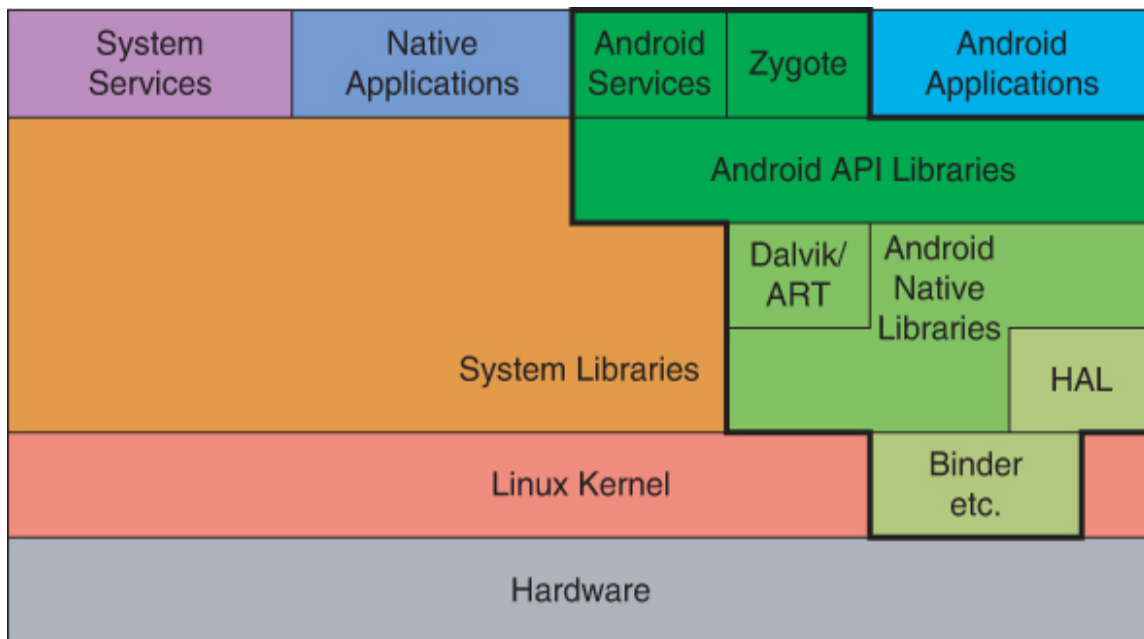 System
Services
Native
Applications
Android
Services
Zygote
Android
Applications
Android API Libraries
Dalvik/
ART
Android
Native
Libraries
System Libraries
HAL
Linux Kernel
Binder
etc.
Hardware